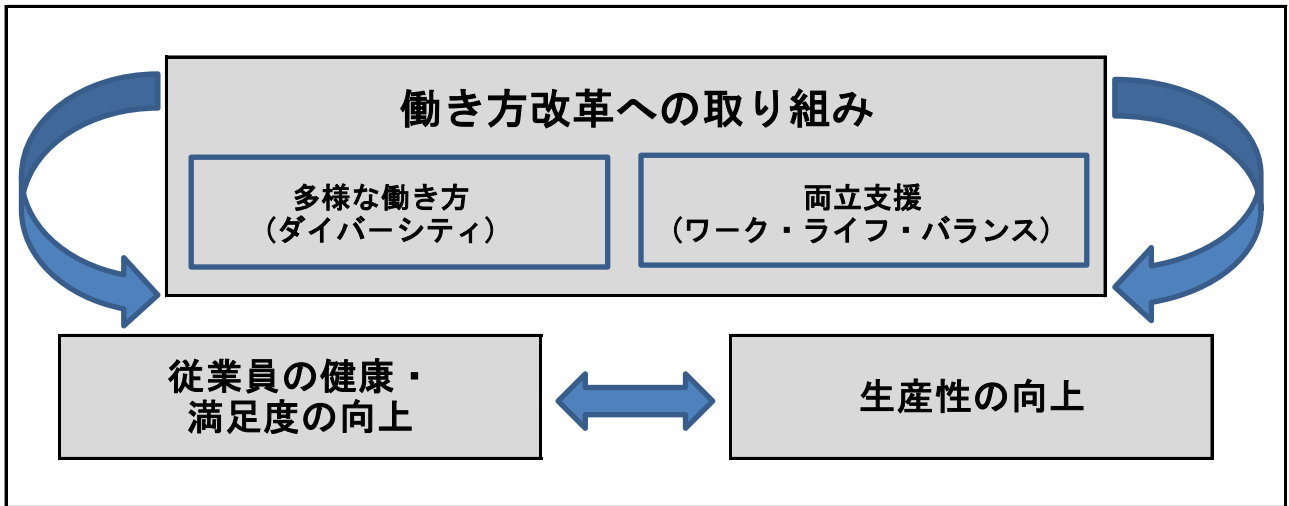 働き方改革への取り組み
多様な働き方
(ダイバーシティ)
両立支援
(ワーク・ライフ・バランス)
従業員の健康・
満足度の向上
生産性の向上